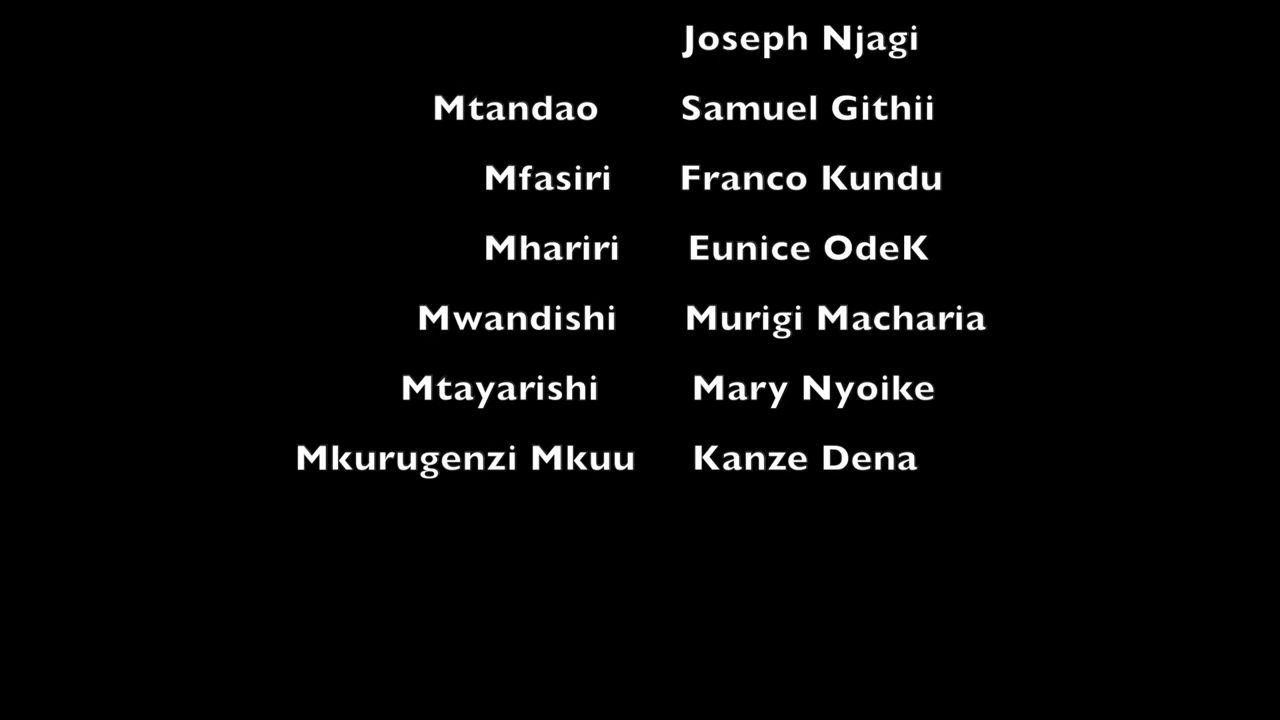 Joseph Njagi
Mtandao Samuel Githii
Mfasiri Franco Kundu
Mhariri Eunice OdeK
Mwandishi Murigi Macharia
Mtayarishi Mary Nyoike
Mkurugenzi Mkuu Kanze Dena